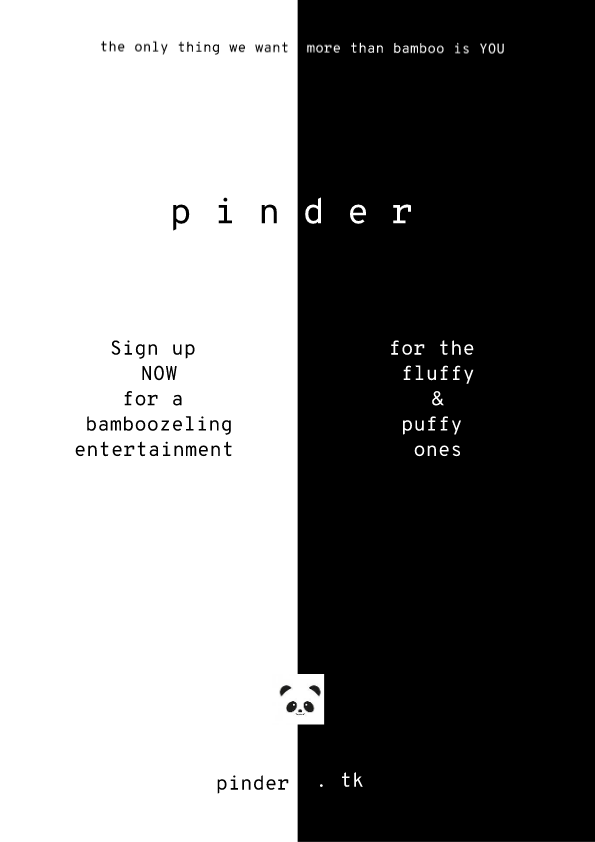 the only thing we want more than bamboo is YOU
p i n d e r
Sign up
NOW
for a
bamboozeling
entertainment
for the
fluffy
&
puffy
ones
pinder . tk